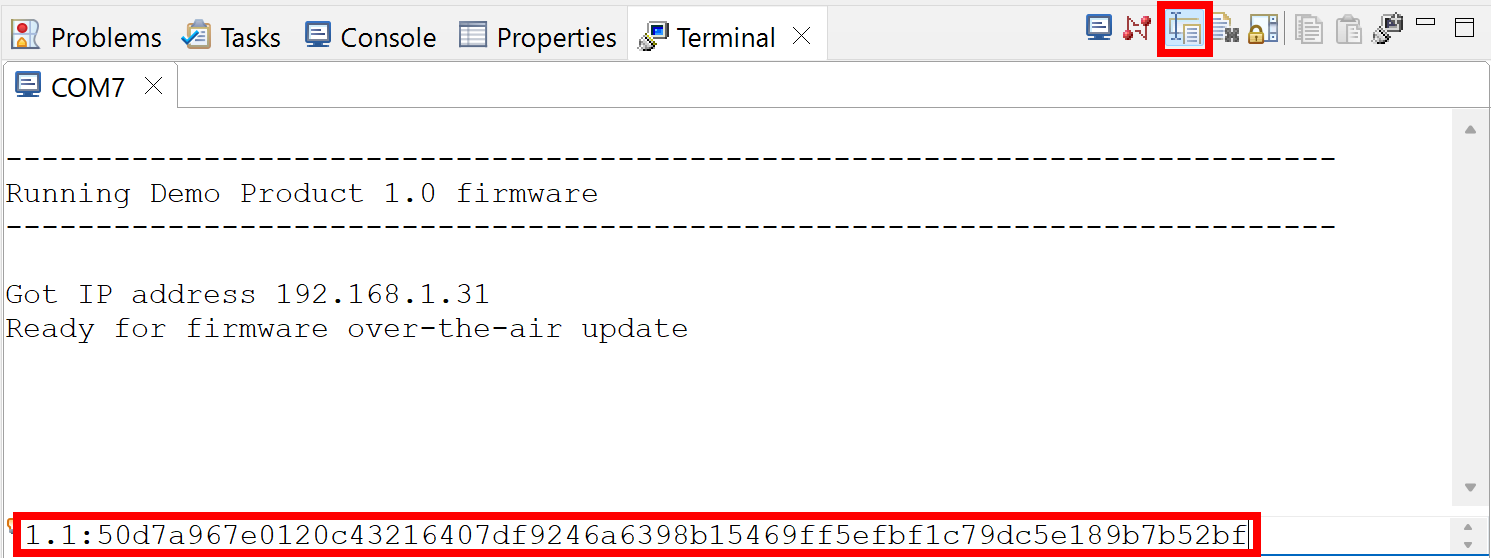 Problems Tasks Console Properties Terminal
COM7
--------------------------------------------------------------------------
Running Demo Product 1.0 firmware
--------------------------------------------------------------------------
Got IP address 192.168.1.31
Ready for firmware over-the-air update
1.1:50d7a967e0120c43216407df9246a6398b15469ff5efbf1c79dc5e189b7b52bf